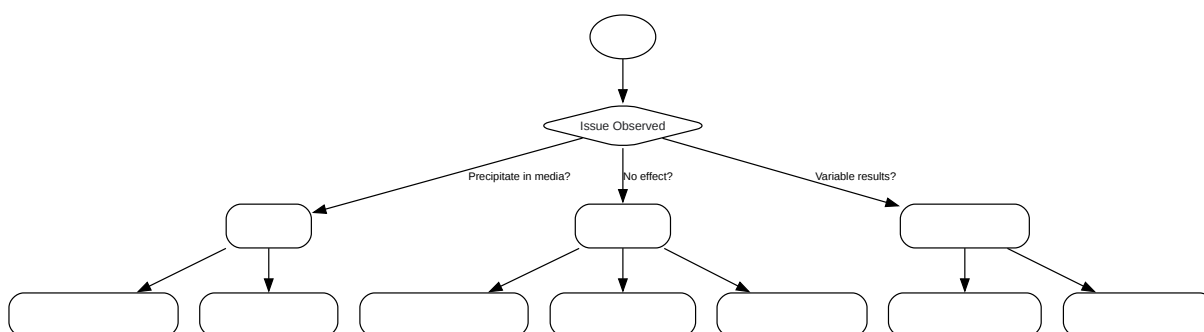 Issue Observed
Precipitate in media?
No effect?
Variable results?